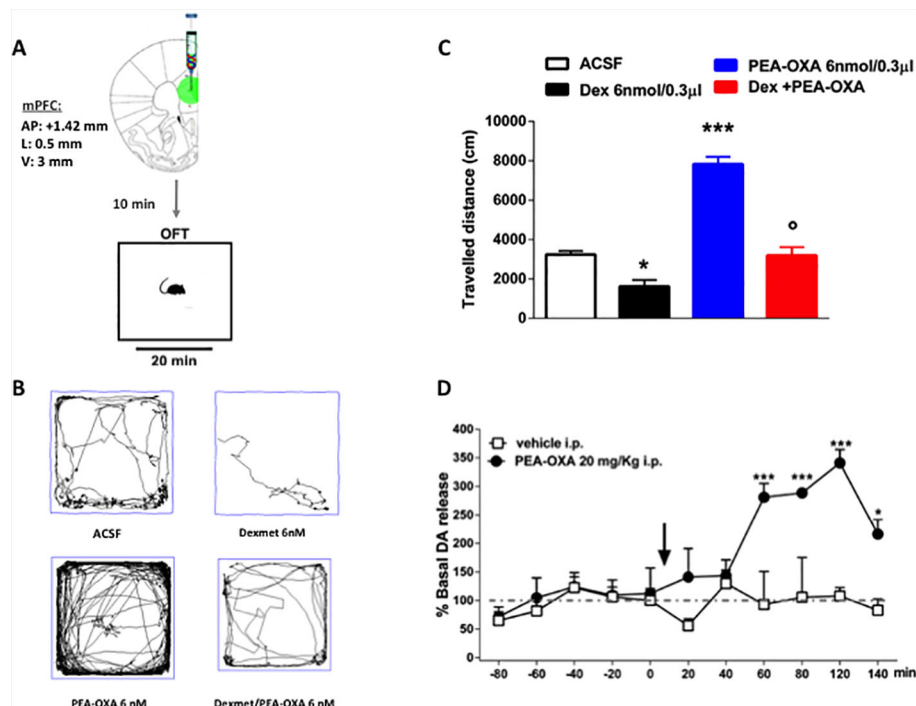 A
mPFC:
AP: +1.42 mm
L: 0.5 mm
V: 3 mm
10 min
OFT
20 min
B
ACSF
Dexmet 6nM
PEA-OXA 6 nM
Dexmet/PEA-OXA 6 nM
C
ACSF
PEA-OXA 6nmol/0.3µl
Dex 6nmol/0.3µl
Dex +PEA-OXA
Travelled distance (cm)
10000
8000
6000
4000
2000
0
*
***
°
D
vehicle i.p.
PEA-OXA 20 mg/Kg i.p.
% Basal DA release
400
350
300
250
200
150
100
50
0
***
***
***
*
-80 -60 -40 -20 0 20 40 60 80 120 140 min